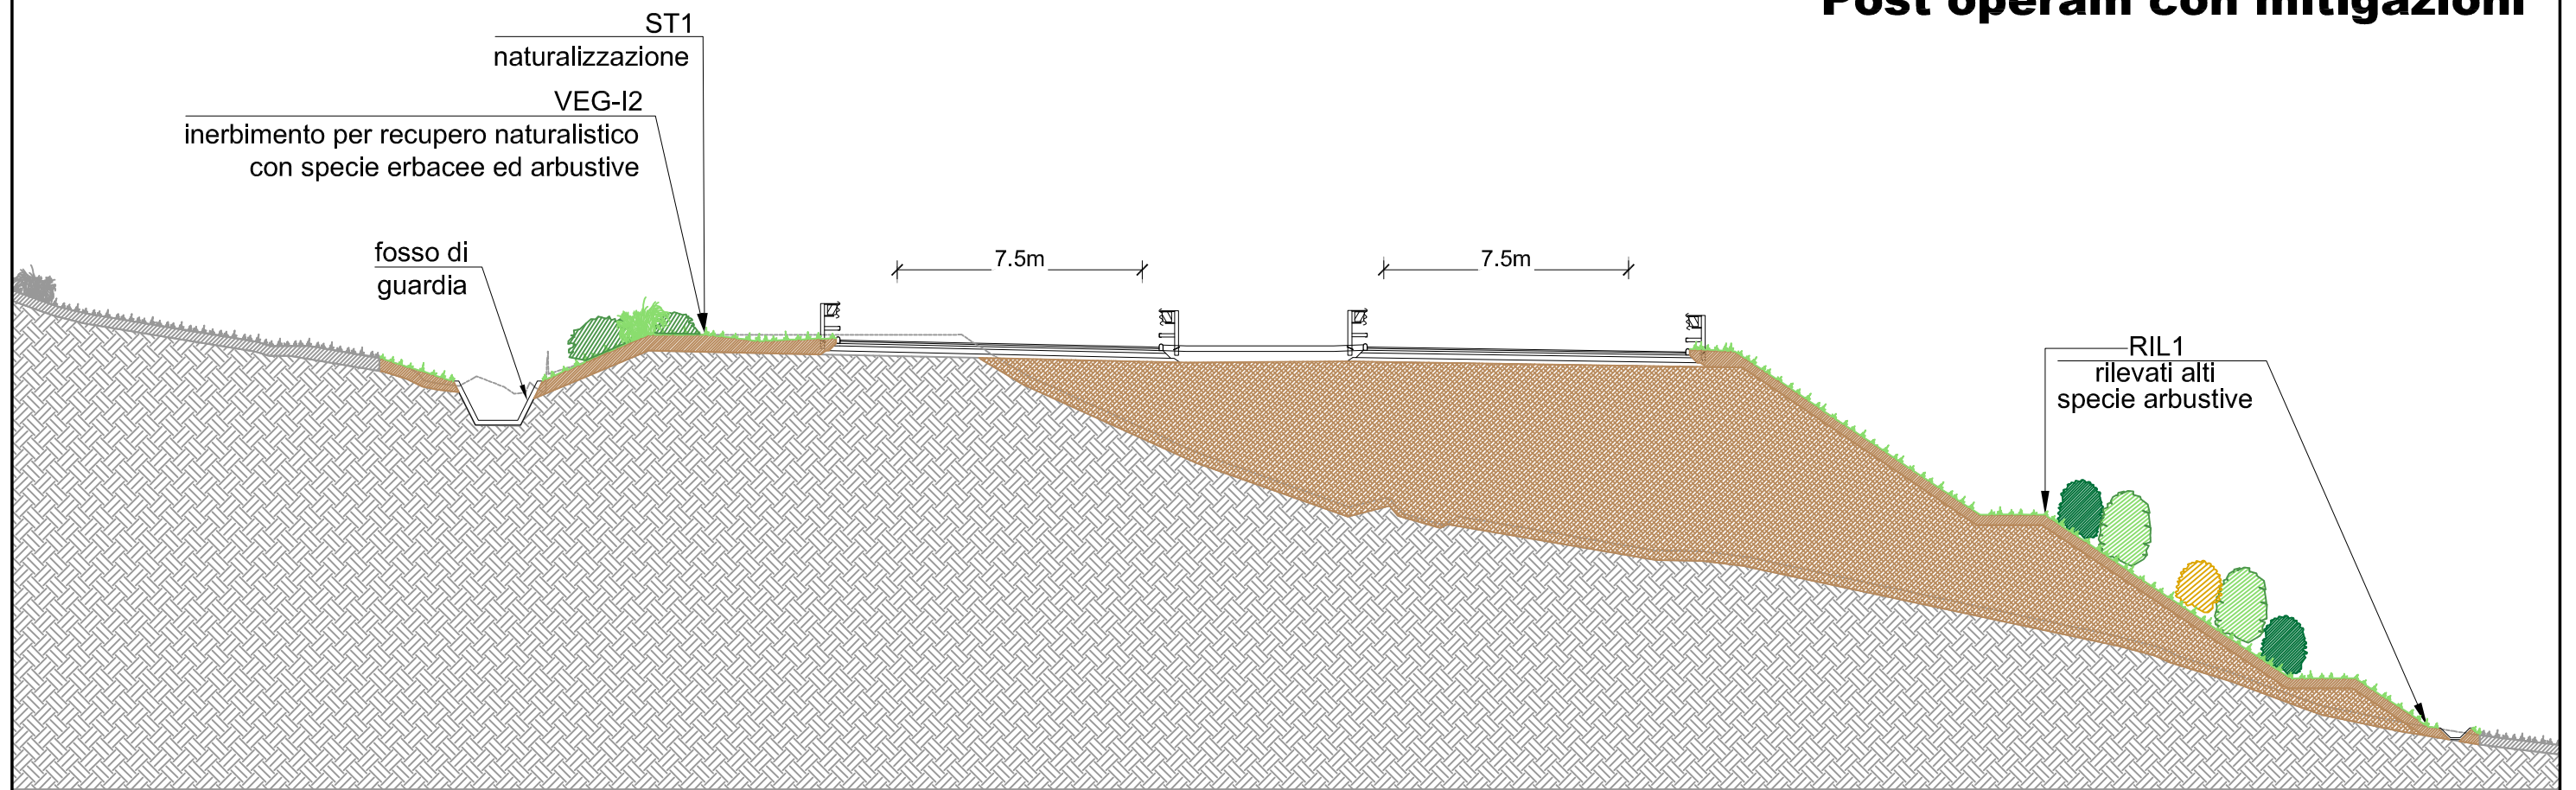 Post operam con mitigazioni
ST1
naturalizzazione
VEG-I2
inerbimento per recupero naturalistico
con specie erbacee ed arbustive
fosso di
guardia
7.5m
7.5m
RIL1
rilevati alti
specie arbustive